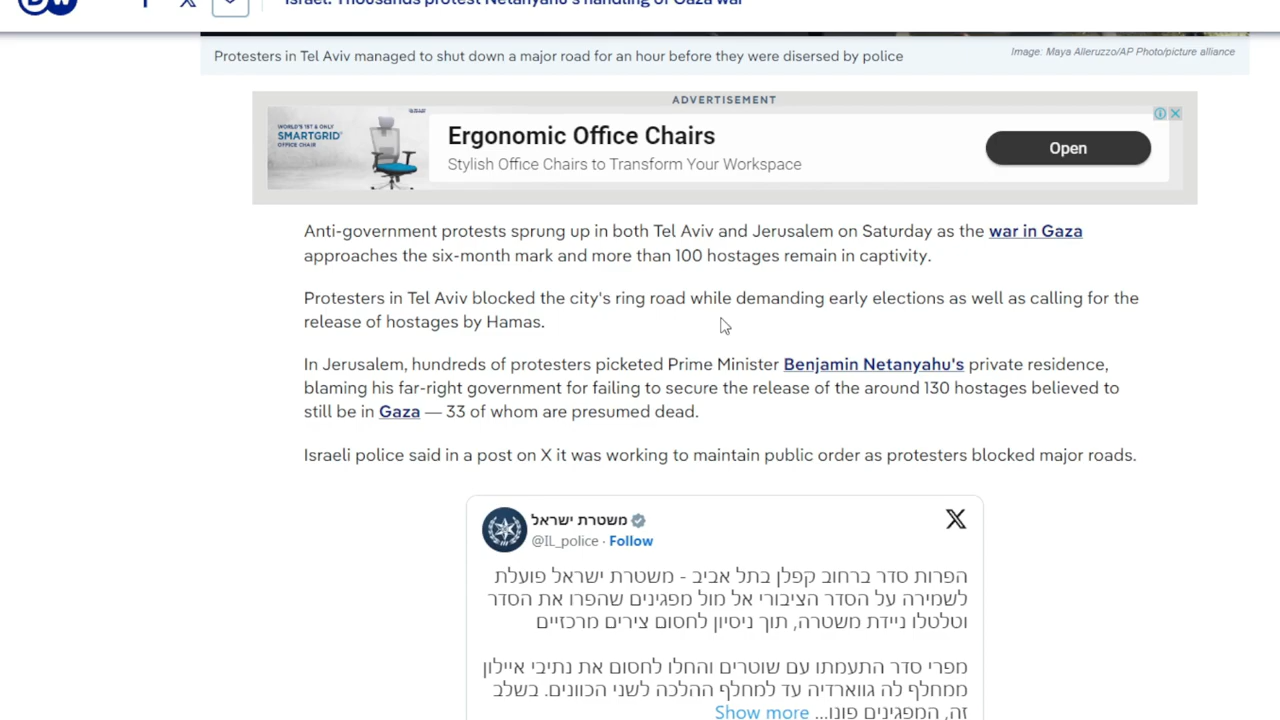 DW
f
Israel: Thousands protest Netanyahu's handling of Gaza war
Protesters in Tel Aviv managed to shut down a major road for an hour before they were disersed by police
Image: Maya Alleruzzo/AP Photo/picture alliance
ADVERTISEMENT
WORLD'S 1ST & ONLY
SMARTGRID
OFFICE CHAIR
Ergonomic Office Chairs
Stylish Office Chairs to Transform Your Workspace
Open
Anti-government protests sprung up in both Tel Aviv and Jerusalem on Saturday as the war in Gaza
approaches the six-month mark and more than 100 hostages remain in captivity.
Protesters in Tel Aviv blocked the city's ring road while demanding early elections as well as calling for the
release of hostages by Hamas.
In Jerusalem, hundreds of protesters picketed Prime Minister Benjamin Netanyahu's private residence,
blaming his far-right government for failing to secure the release of the around 130 hostages believed to
still be in Gaza — 33 of whom are presumed dead.
Israeli police said in a post on X it was working to maintain public order as protesters blocked major roads.
משטרת ישראל
@IL_police · Follow
הפרות סדר ברחוב קפלן בתל אביב - משטרת ישראל פועלת
לשמירה על הסדר הציבורי אל מול מפגינים שהפרו את הסדר
וטלטלו ניידת משטרה, תוך ניסיון לחסום צירים מרכזיים
מפרי סדר התעמתו עם שוטרים והחלו לחסום את נתיבי איילון
ממחלף לה גווארדיה עד למחלף ההלכה לשני הכוונים. בשלב
זה, המפגינים פונו... Show more